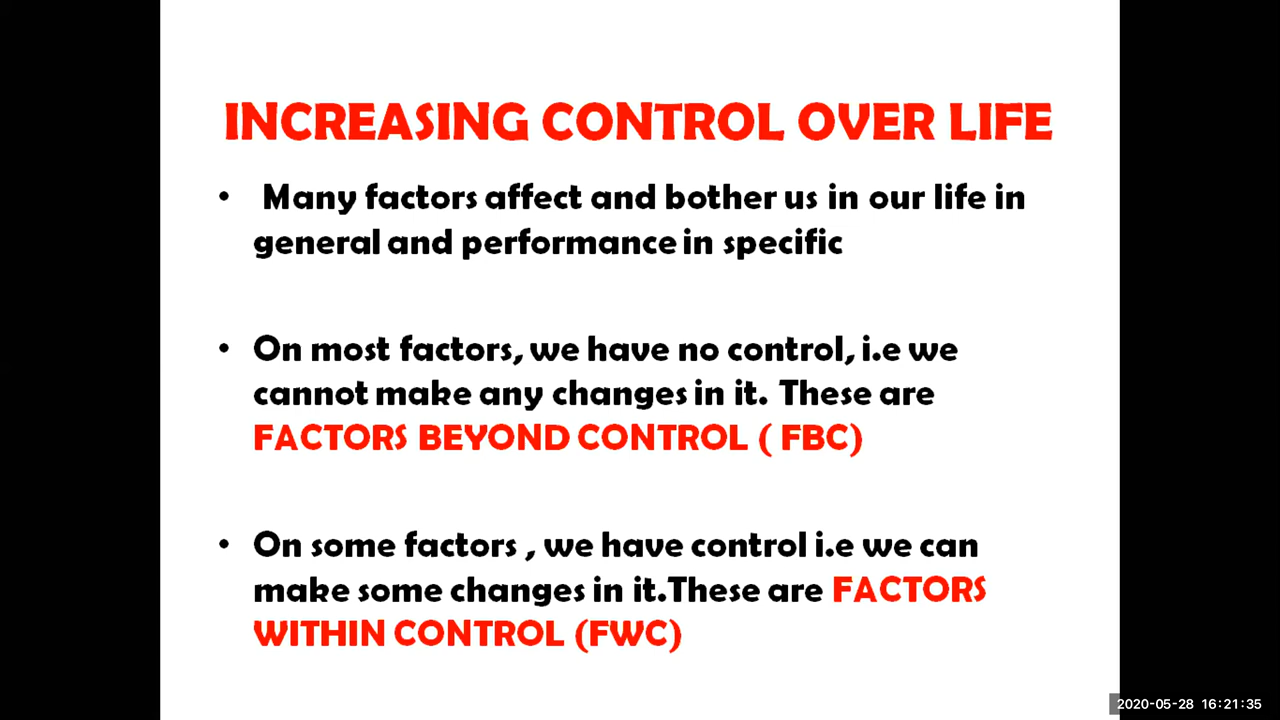 INCREASING CONTROL OVER LIFE
• Many factors affect and bother us in our life in
general and performance in specific
• On most factors, we have no control, i.e we
cannot make any changes in it. These are
FACTORS BEYOND CONTROL ( FBC)
• On some factors , we have control i.e we can
make some changes in it.These are FACTORS
WITHIN CONTROL (FWC)
2020-05-28 16:21:35